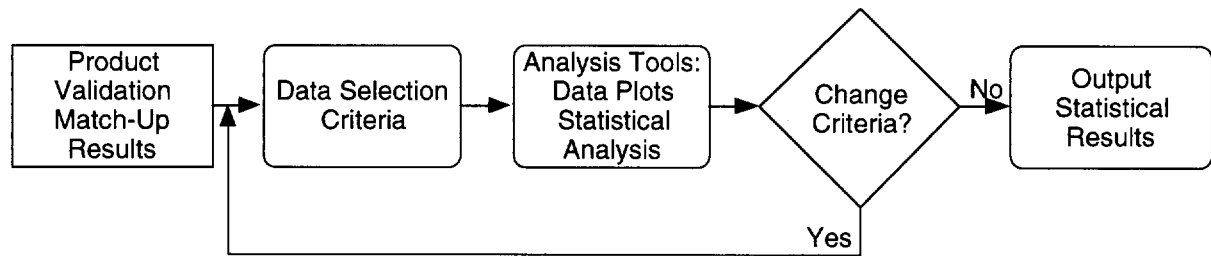 Product
Validation
Match-Up
Results
Data Selection
Criteria
Analysis Tools:
Data Plots
Statistical
Analysis
Change
Criteria?
No
Output
Statistical
Results
Yes